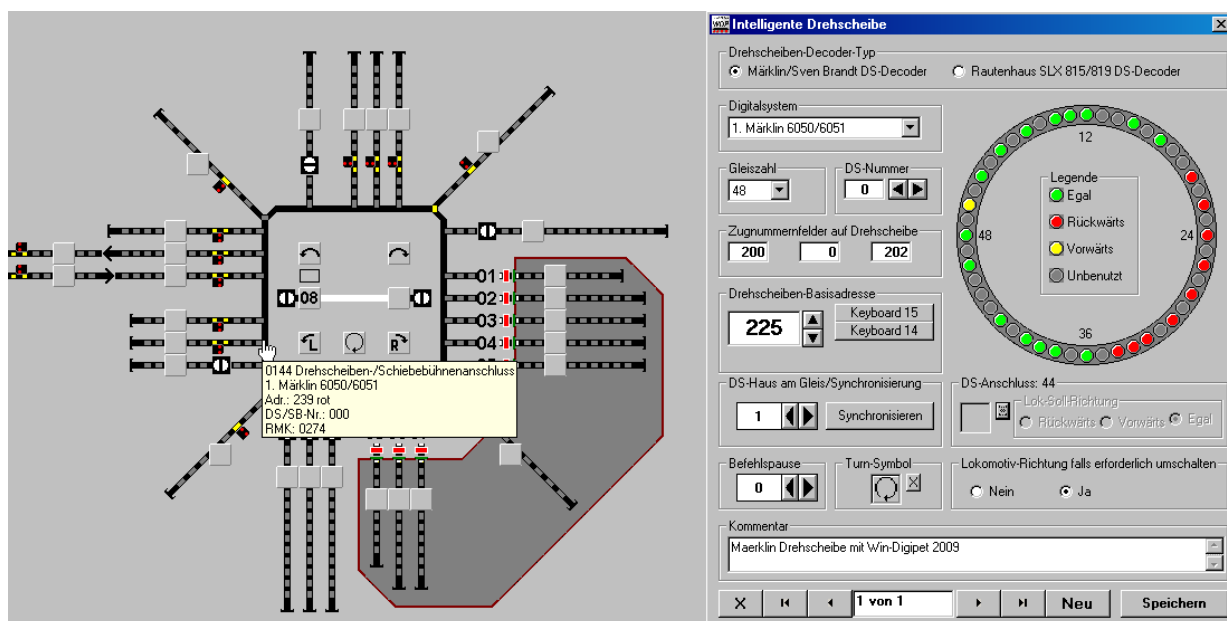 01
02
03
04
08
L
R
0144 Drehscheiben-/Schiebebühnenanschluss
1. Märklin 6050/6051
Adr.: 239 rot
DS/SB-Nr.: 000
RMK: 0274
Intelligente Drehscheibe
Drehscheiben-Decoder-Typ
Märklin/Sven Brandt DS-Decoder
Rautenhaus SLX 815/819 DS-Decoder
Digitalsystem
1. Märklin 6050/6051
Gleiszahl
48
DS-Nummer
0
Zugnummernfelder auf Drehscheibe
200 0 202
Drehscheiben-Basisadresse
225
Keyboard 15
Keyboard 14
12
24
36
48
Legende
Egal
Rückwärts
Vorwärts
Unbenutzt
DS-Haus am Gleis/Synchronisierung
1
Synchronisieren
DS-Anschluss: 44
Lok-Soll-Richtung
Rückwärts Vorwärts Egal
Befehlspause
0
Turn-Symbol
X
Lokomotiv-Richtung falls erforderlich umschalten
Nein Ja
Kommentar
Maerklin Drehscheibe mit Win-Digipet 2009
X
1 von 1
Neu
Speichern